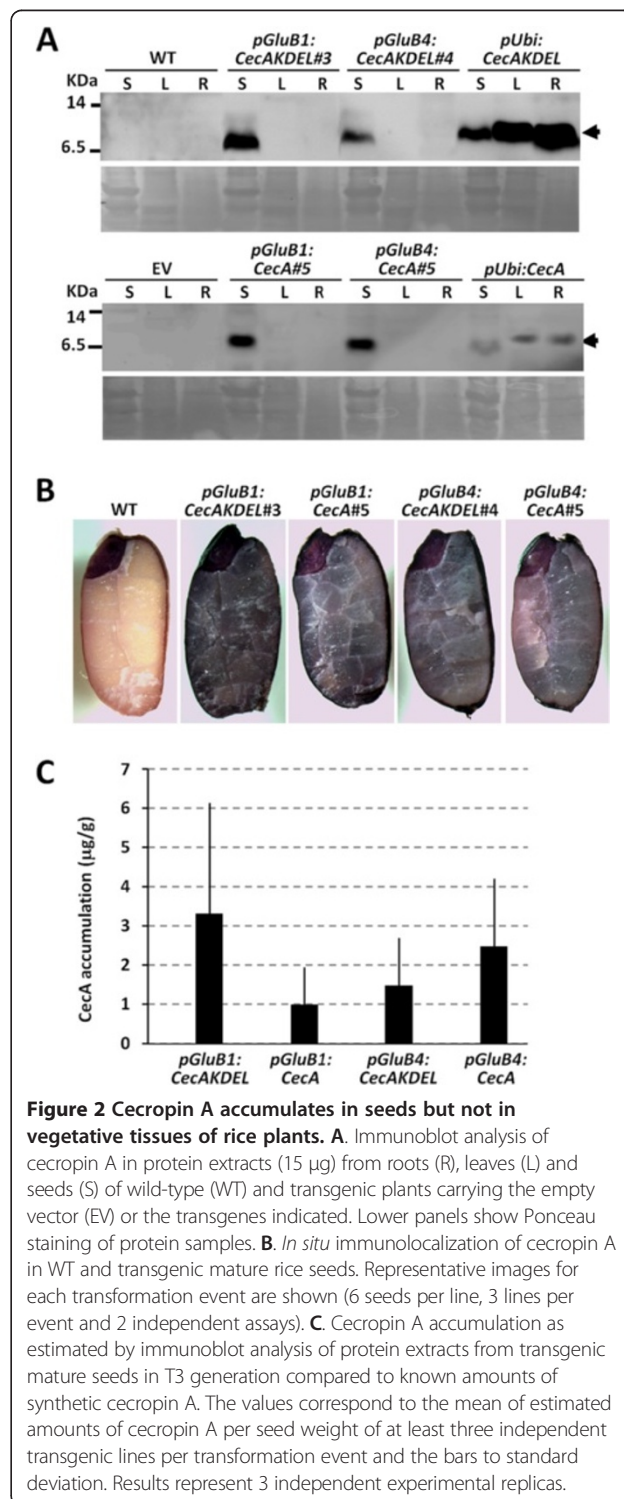 A
WT pGluB1: CecAKDEL#3 pGluB4: CecAKDEL#4 pUbi: CecAKDEL
KDa S L R S L R S L R S L R
14
6.5
EV pGluB1: CecA#5 pGluB4: CecA#5 pUbi:CecA
KDa S L R S L R S L R S L R
14
6.5
B
WT pGluB1: CecAKDEL#3 pGluB1: CecA#5 pGluB4: CecAKDEL#4 pGluB4: CecA#5
C
CecA accumulation (µg/g)
7
6
5
4
3
2
1
0
pGluB1: CecAKDEL pGluB1: CecA pGluB4: CecAKDEL pGluB4: CecA
Figure 2 Cecropin A accumulates in seeds but not in
vegetative tissues of rice plants. A. Immunoblot analysis of
cecropin A in protein extracts (15 µg) from roots (R), leaves (L) and
seeds (S) of wild-type (WT) and transgenic plants carrying the empty
vector (EV) or the transgenes indicated. Lower panels show Ponceau
staining of protein samples. B. In situ immunolocalization of cecropin A
in WT and transgenic mature rice seeds. Representative images for
each transformation event are shown (6 seeds per line, 3 lines per
event and 2 independent assays). C. Cecropin A accumulation as
estimated by immunoblot analysis of protein extracts from transgenic
mature seeds in T3 generation compared to known amounts of
synthetic cecropin A. The values correspond to the mean of estimated
amounts of cecropin A per seed weight of at least three independent
transgenic lines per transformation event and the bars to standard
deviation. Results represent 3 independent experimental replicas.